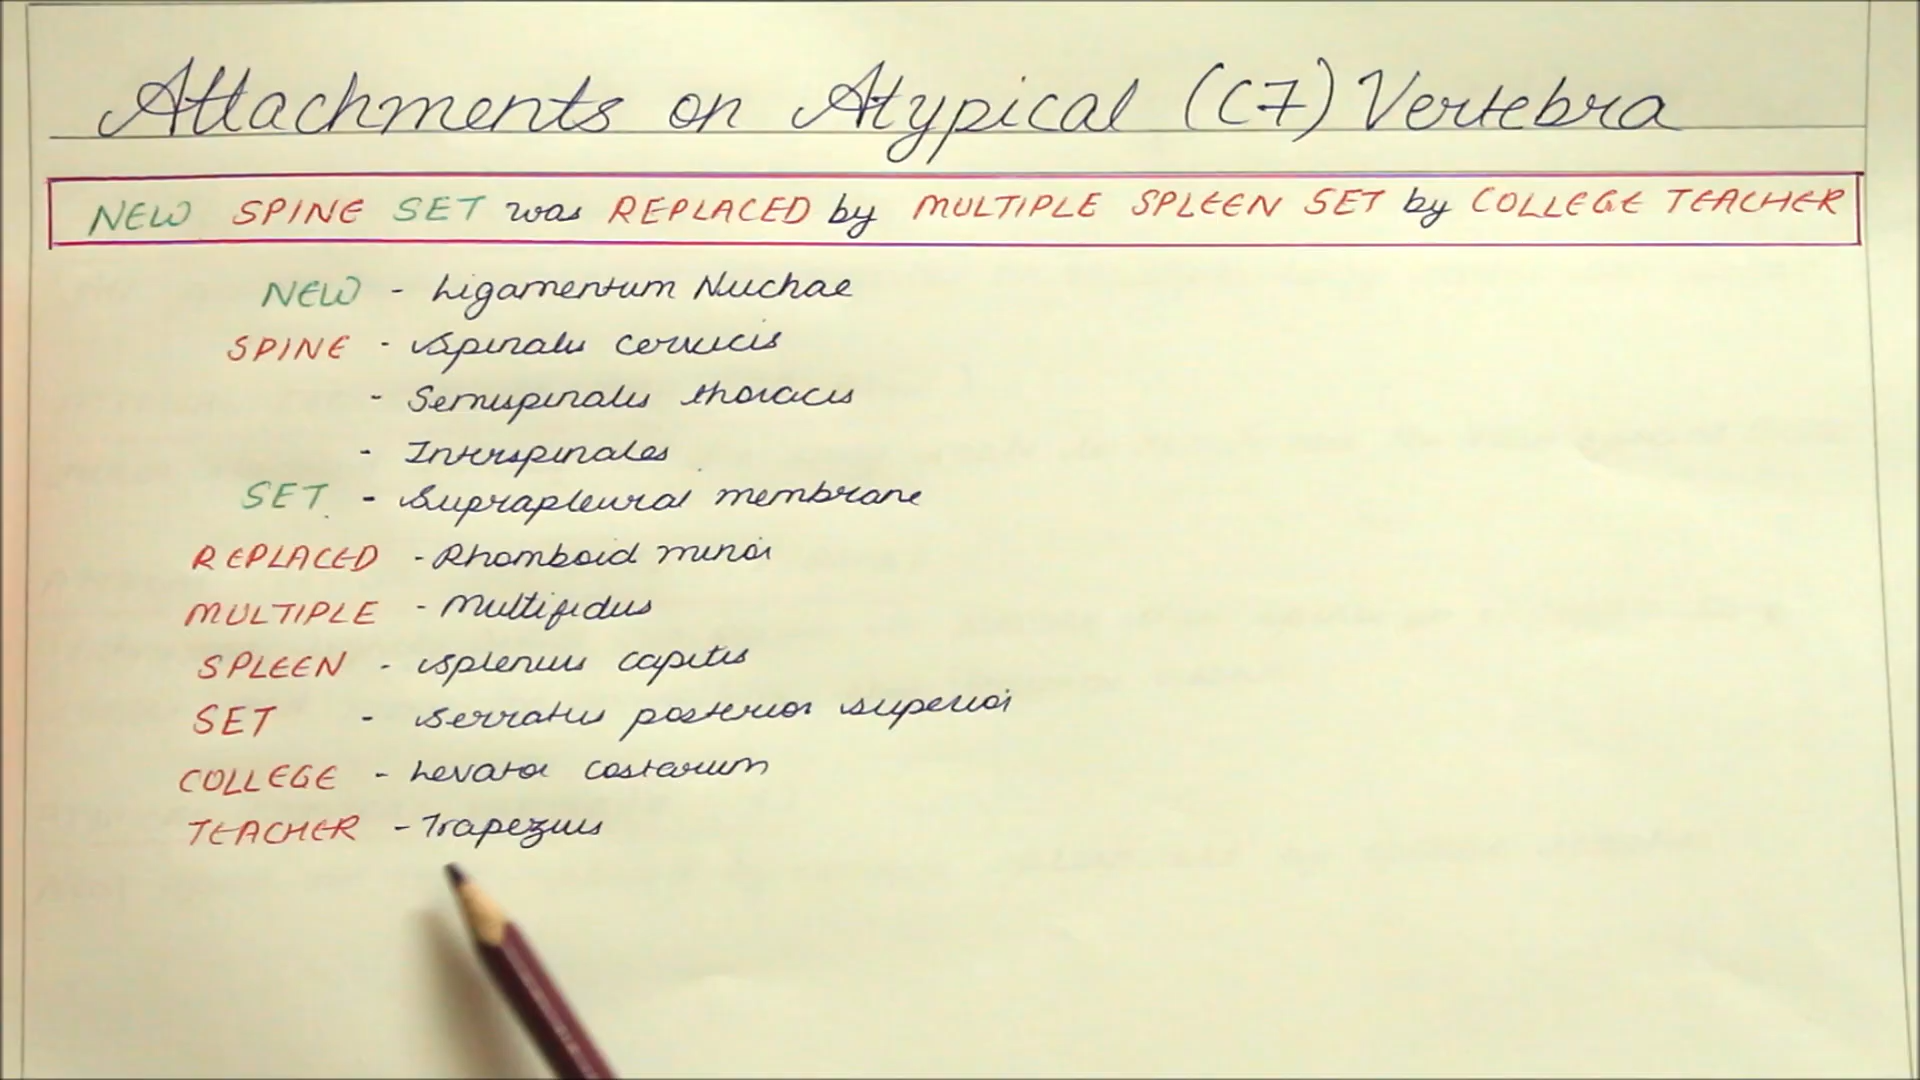 Attachments on Atypical (C7) Vertebra
NEW SPINE SET was REPLACED by MULTIPLE SPLEEN SET by COLLEGE TEACHER
NEW - Ligamentum Nuchae
SPINE - Spinalis cervicis
- Semispinalis thoracis
- Interspinales
SET - Suprapleural membrane
REPLACED - Rhomboid minor
MULTIPLE - Multifidus
SPLEEN - Splenius capitis
SET - Serratus posterior superior
COLLEGE - Levator costarum
TEACHER - Trapezius